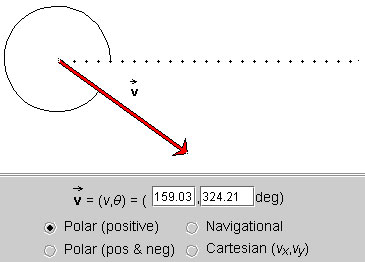 v
v = (v,θ) = ( 159.03 , 324.21 deg)
Polar (positive) Navigational
Polar (pos & neg) Cartesian (vx,vy)